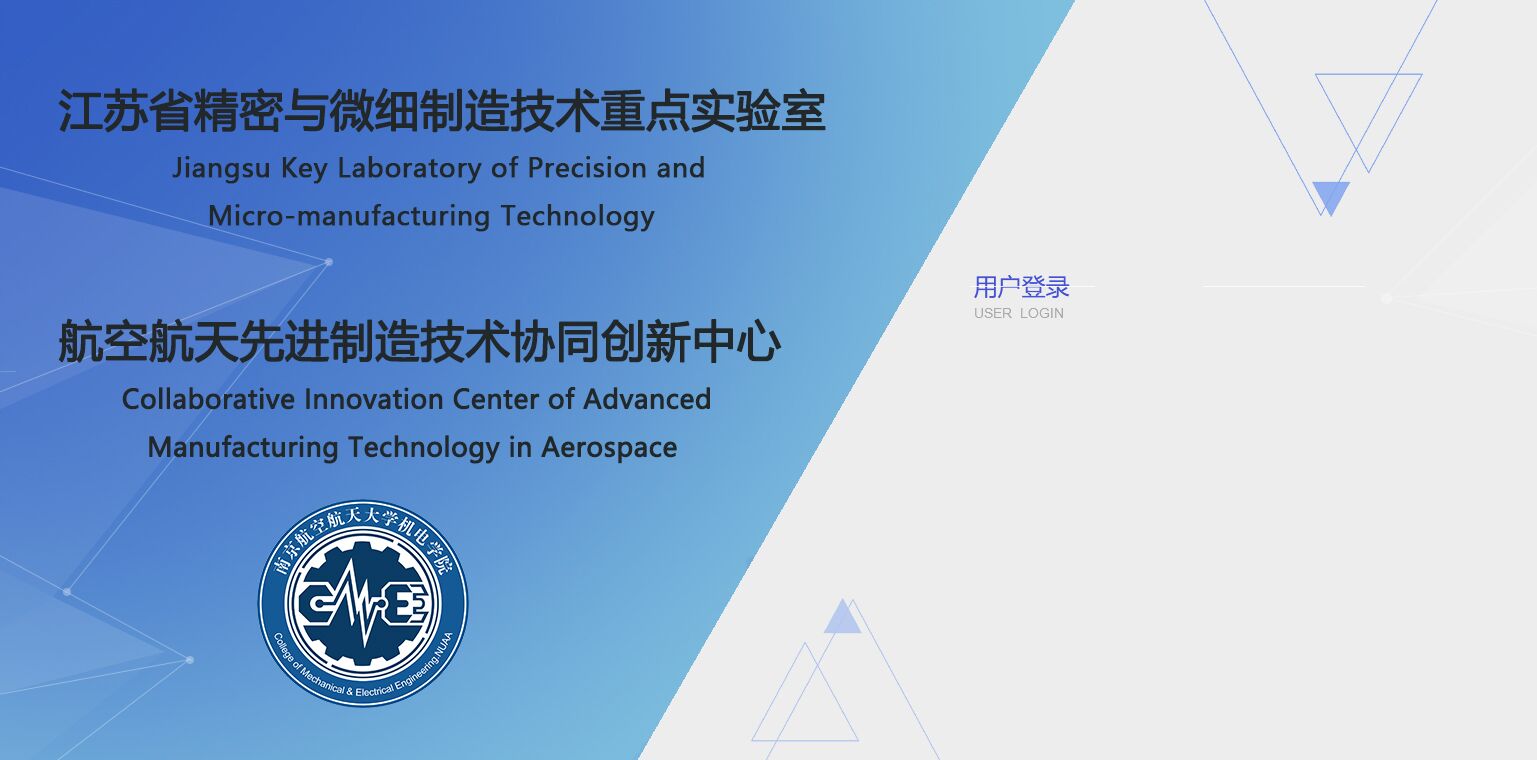 江苏省精密与微细制造技术重点实验室
Jiangsu Key Laboratory of Precision and
Micro-manufacturing Technology
航空航天先进制造技术协同创新中心
Collaborative Innovation Center of Advanced
Manufacturing Technology in Aerospace
南京航空航天大学机电学院
CMEE
52
College of Mechanical & Electrical Engineering,NUAA
用户登录
USER LOGIN